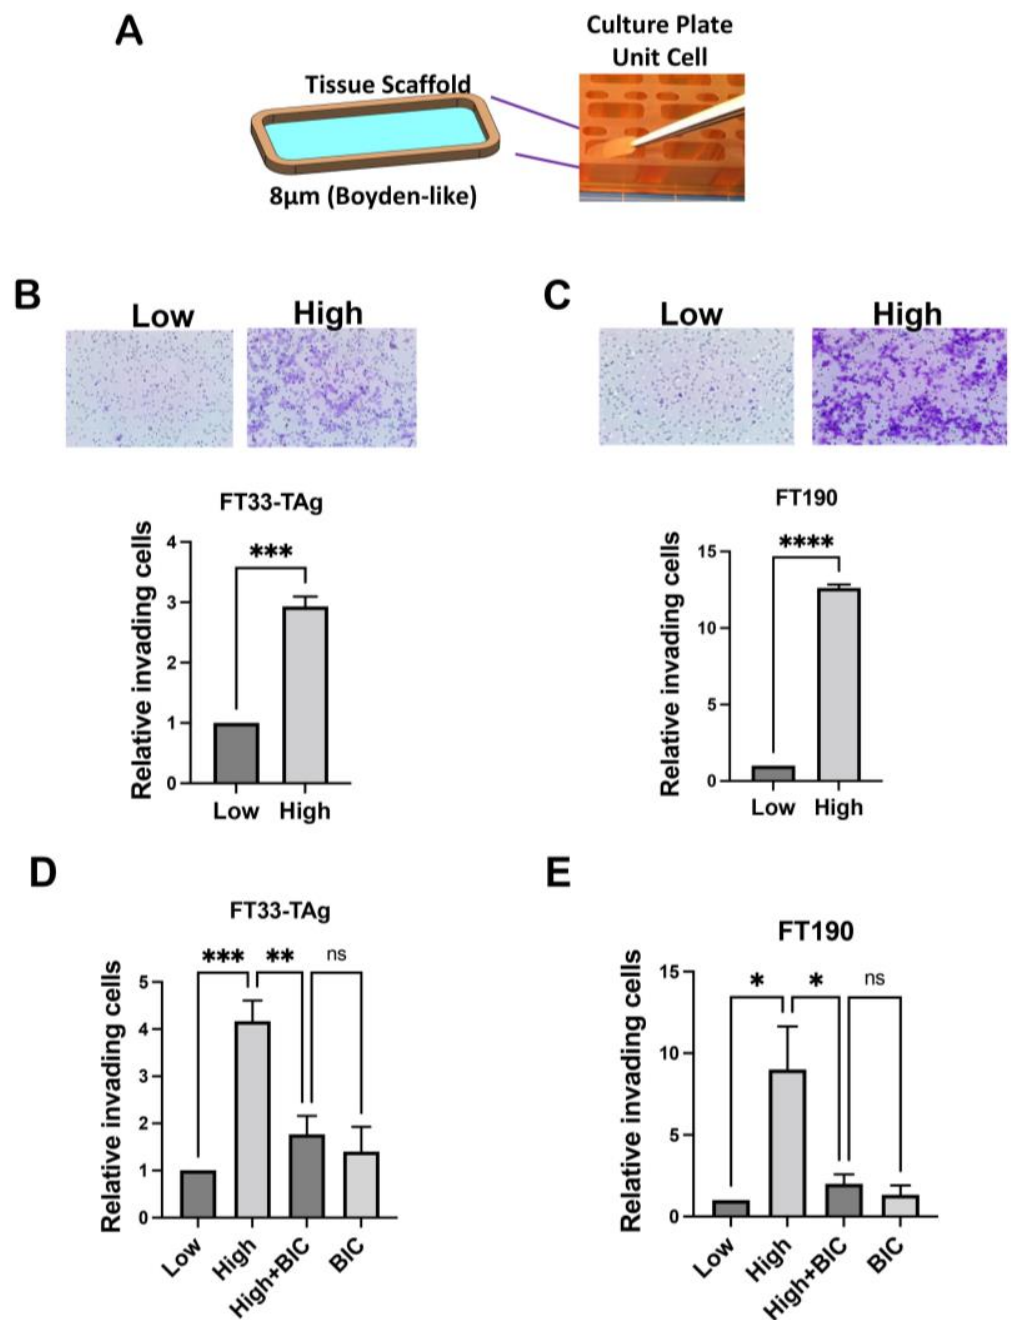 A
Culture Plate
Unit Cell
Tissue Scaffold
8μm (Boyden-like)
B
Low
High
C
Low
High
FT33-TAg
Relative invading cells
4
3
2
1
0
***
Low
High
FT190
Relative invading cells
15
10
5
0
****
Low
High
D
FT33-TAg
Relative invading cells
5
4
3
2
1
0
***
**
ns
Low
High
High+BIC
BIC
E
FT190
Relative invading cells
15
10
5
0
*
*
ns
Low
High
High+BIC
BIC